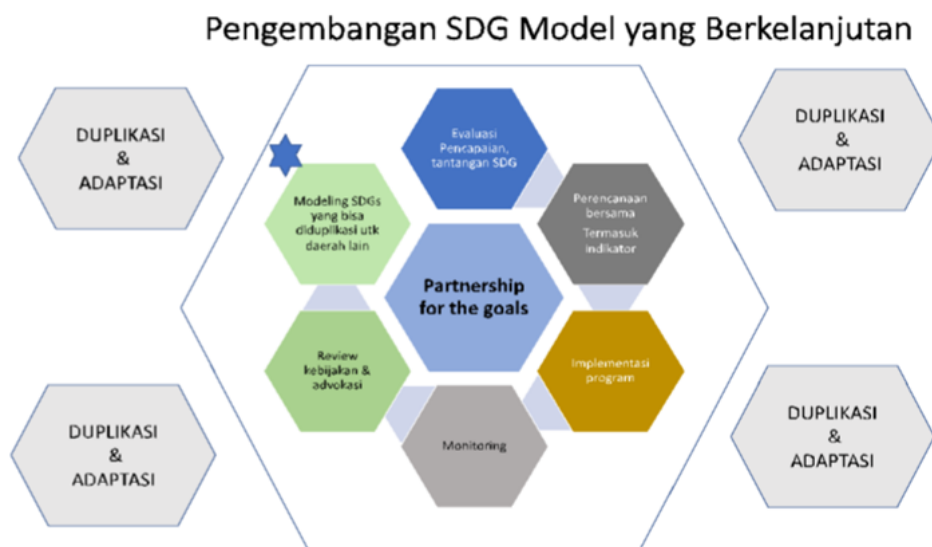 Pengembangan SDG Model yang Berkelanjutan
DUPLIKASI
&
ADAPTASI
DUPLIKASI
&
ADAPTASI
Evaluasi
Pencapaian,
tantangan SDG
Perencanaan
bersama
Termasuk
indikator
Implementasi
program
Monitoring
Review
kebijakan &
advokasi
Modeling SDGs
yang bisa
diduplikasi utk
daerah lain
Partnership
for the goals
DUPLIKASI
&
ADAPTASI
DUPLIKASI
&
ADAPTASI